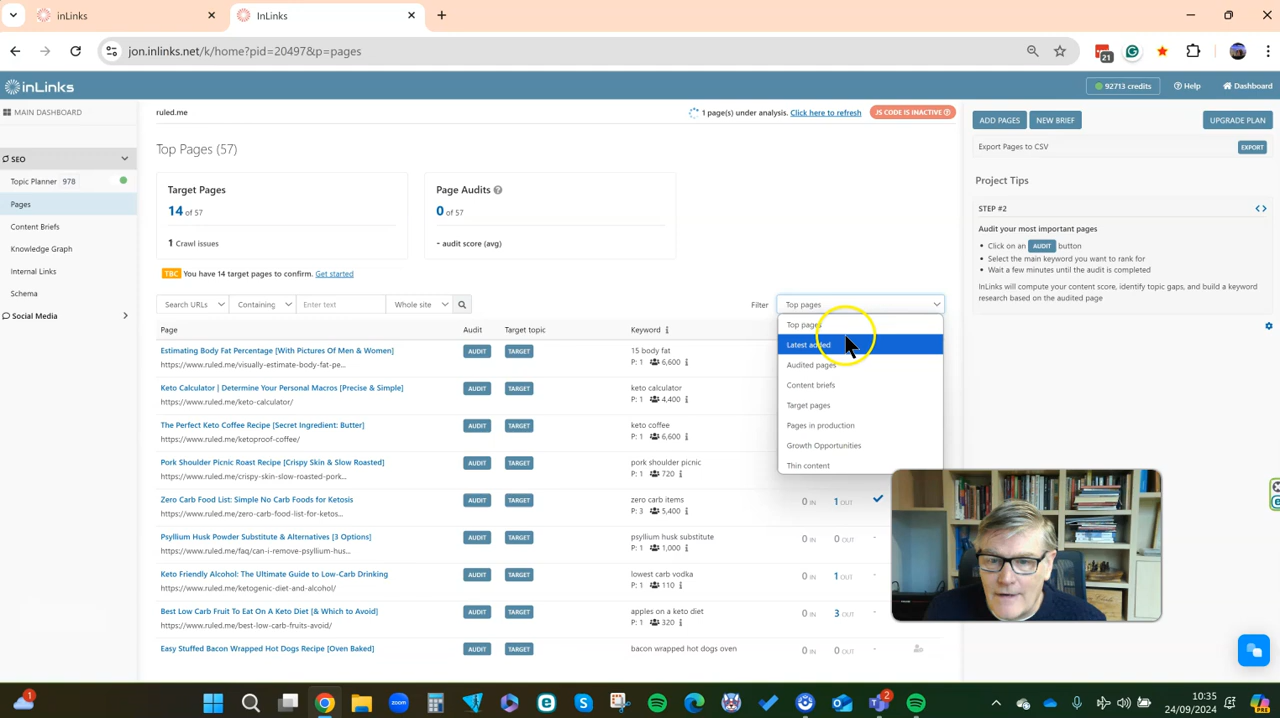 inLinks
InLinks
jon.inlinks.net/k/home?pid=20497&p=pages
21
inLinks
92713 credits
Help
Dashboard
MAIN DASHBOARD
SEO
Topic Planner 978
Pages
Content Briefs
Knowledge Graph
Internal Links
Schema
Social Media
ruled.me
1 page(s) under analysis. Click here to refresh
JS CODE IS INACTIVE
Top Pages (57)
Target Pages
14 of 57
1 Crawl issues
Page Audits
0 of 57
- audit score (avg)
TBC You have 14 target pages to confirm. Get started
Search URLs
Containing
Enter text
Whole site
Filter
Top pages
Top pages
Latest added
Audited pages
Content briefs
Target pages
Pages in production
Growth Opportunities
Thin content
Page Audit Target topic Keyword
Estimating Body Fat Percentage [With Pictures Of Men & Women] AUDIT TARGET 15 body fat
https://www.ruled.me/visually-estimate-body-fat-pe... P: 1 6,600
Keto Calculator | Determine Your Personal Macros [Precise & Simple] AUDIT TARGET keto calculator
https://www.ruled.me/keto-calculator/ P: 1 4,400
The Perfect Keto Coffee Recipe [Secret Ingredient: Butter] AUDIT TARGET keto coffee
https://www.ruled.me/ketoproof-coffee/ P: 1 6,600
Pork Shoulder Picnic Roast Recipe [Crispy Skin & Slow Roasted] AUDIT TARGET pork shoulder picnic
https://www.ruled.me/crispy-skin-slow-roasted-pork... P: 1 720
Zero Carb Food List: Simple No Carb Foods for Ketosis AUDIT TARGET zero carb items 0 IN 1 OUT
https://www.ruled.me/zero-carb-food-list-for-ketos... P: 3 5,400
Psyllium Husk Powder Substitute & Alternatives [3 Options] AUDIT TARGET psyllium husk substitute 0 IN 0 OUT -
https://www.ruled.me/faq/can-i-remove-psyllium-hus... P: 1 1,000
Keto Friendly Alcohol: The Ultimate Guide to Low-Carb Drinking AUDIT TARGET lowest carb vodka 0 IN 1 OUT -
https://www.ruled.me/ketogenic-diet-and-alcohol/ P: 1 110
Best Low Carb Fruit To Eat On A Keto Diet [& Which to Avoid] AUDIT TARGET apples on a keto diet 0 IN 3 OUT -
https://www.ruled.me/best-low-carb-fruits-avoid/ P: 1 320
Easy Stuffed Bacon Wrapped Hot Dogs Recipe [Oven Baked] AUDIT TARGET bacon wrapped hot dogs oven 0 IN 0 OUT -
ADD PAGES
NEW BRIEF
UPGRADE PLAN
Export Pages to CSV
EXPORT
Project Tips
STEP #2
Audit your most important pages
Click on an AUDIT button
Select the main keyword you want to rank for
Wait a few minutes until the audit is completed
InLinks will compute your content score, identify topic gaps, and build a keyword
research based on the audited page
1
zoom
2
10:35
24/09/2024
PRE